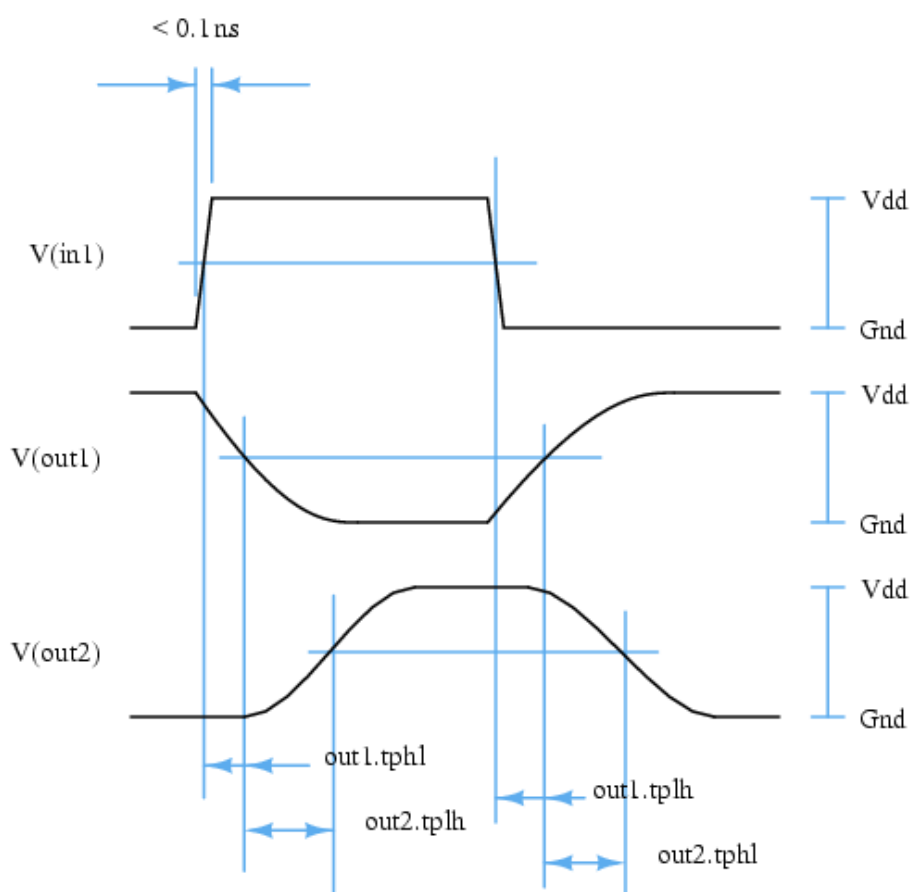 < 0.1ns
Vdd
V(in1)
Gnd
Vdd
V(out1)
Gnd
Vdd
V(out2)
Gnd
out1.tphl
out1.tplh
out2.tplh
out2.tphl